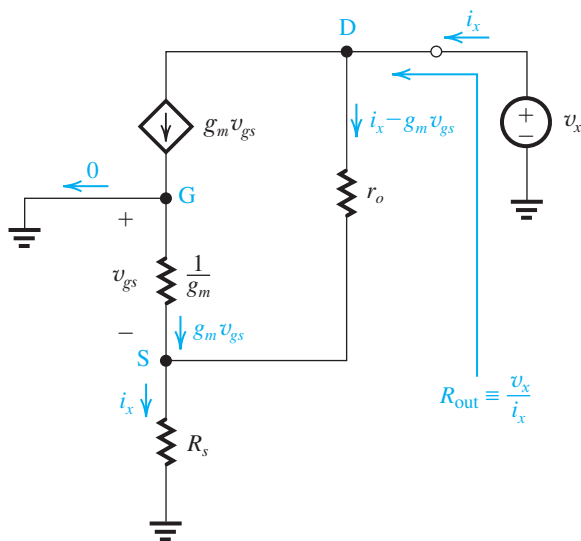 D
i_x
g_m v_gs
i_x − g_m v_gs
+
−
v_x
0
G
+
r_o
v_gs
1/g_m
−
g_m v_gs
S
i_x
R_out ≡ v_x/i_x
R_s